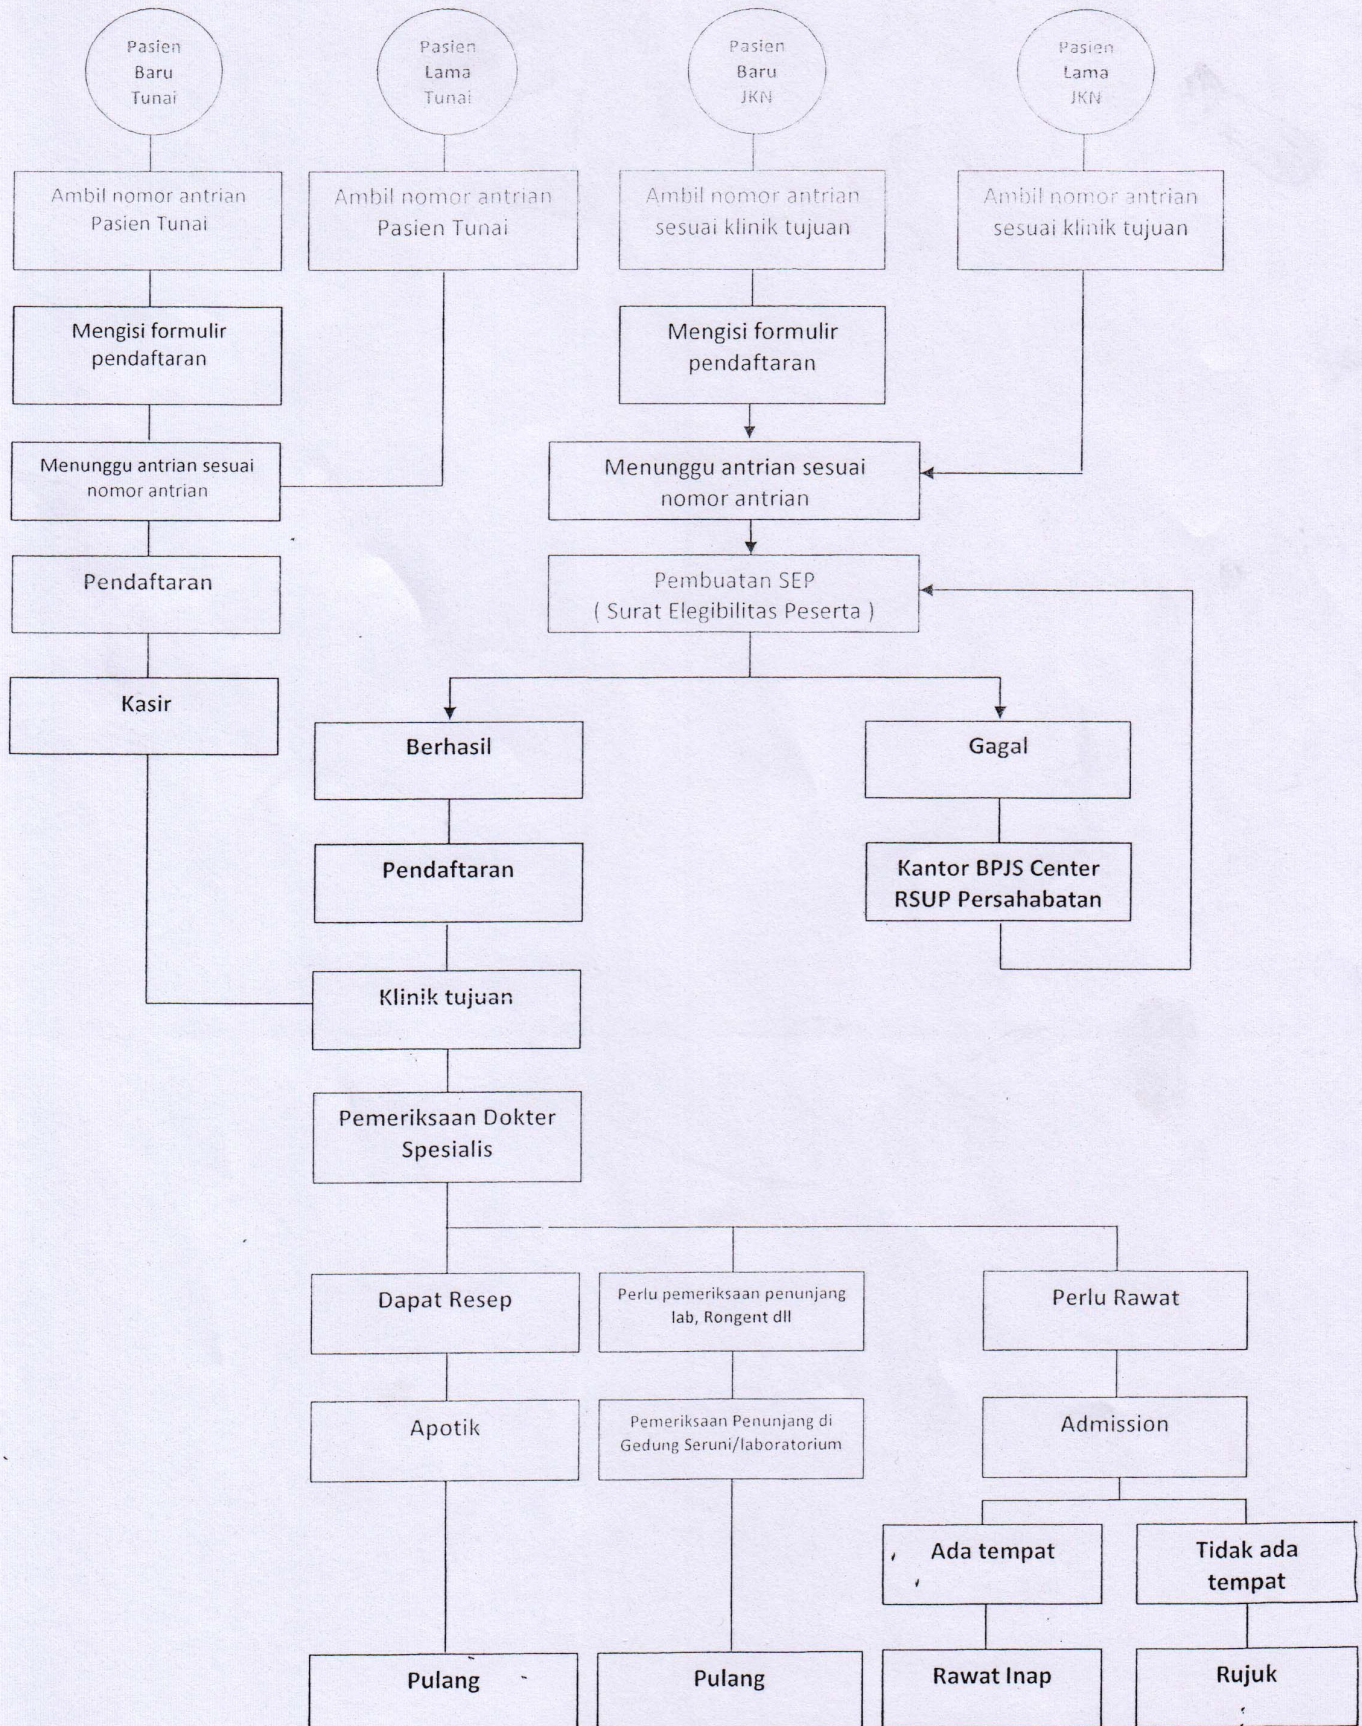 Pasien
Baru
Tunai
Pasien
Lama
Tunai
Pasien
Baru
JKN
Pasien
Lama
JKN
Ambil nomor antrian
Pasien Tunai
Ambil nomor antrian
Pasien Tunai
Ambil nomor antrian
sesuai klinik tujuan
Ambil nomor antrian
sesuai klinik tujuan
Mengisi formulir
pendaftaran
Mengisi formulir
pendaftaran
Menunggu antrian sesuai
nomor antrian
Menunggu antrian sesuai
nomor antrian
Pendaftaran
Pembuatan SEP
( Surat Elegibilitas Peserta )
Kasir
Berhasil
Gagal
Pendaftaran
Kantor BPJS Center
RSUP Persahabatan
Klinik tujuan
Pemeriksaan Dokter
Spesialis
Dapat Resep
Perlu pemeriksaan penunjang
lab, Rongent dll
Perlu Rawat
Apotik
Pemeriksaan Penunjang di
Gedung Seruni/laboratorium
Admission
Ada tempat
Tidak ada
tempat
Pulang
Pulang
Rawat Inap
Rujuk